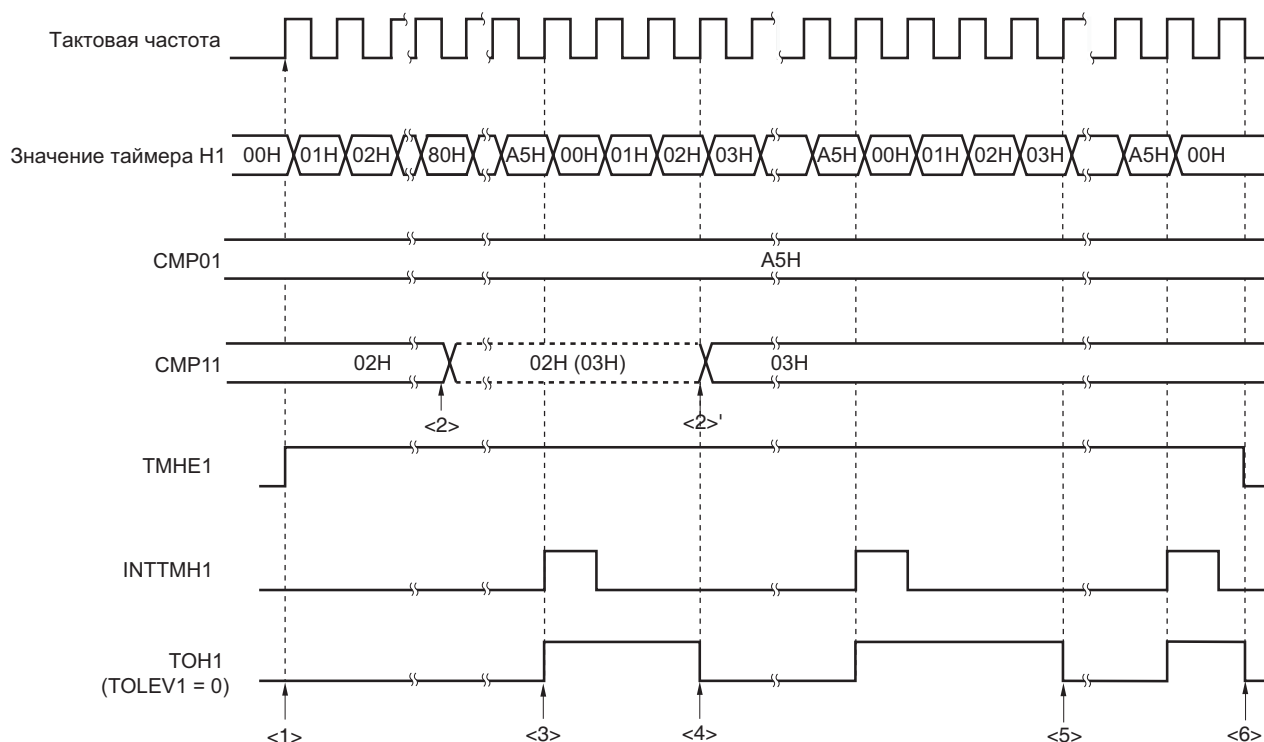 Тактовая частота
Значение таймера H1 00H 01H 02H 80H A5H 00H 01H 02H 03H A5H 00H 01H 02H 03H A5H 00H
CMP01 A5H
CMP11 02H 02H (03H) 03H
<2> <2>'
TMHE1
INTTMH1
TOH1
(TOLEV1 = 0)
<1> <3> <4> <5> <6>